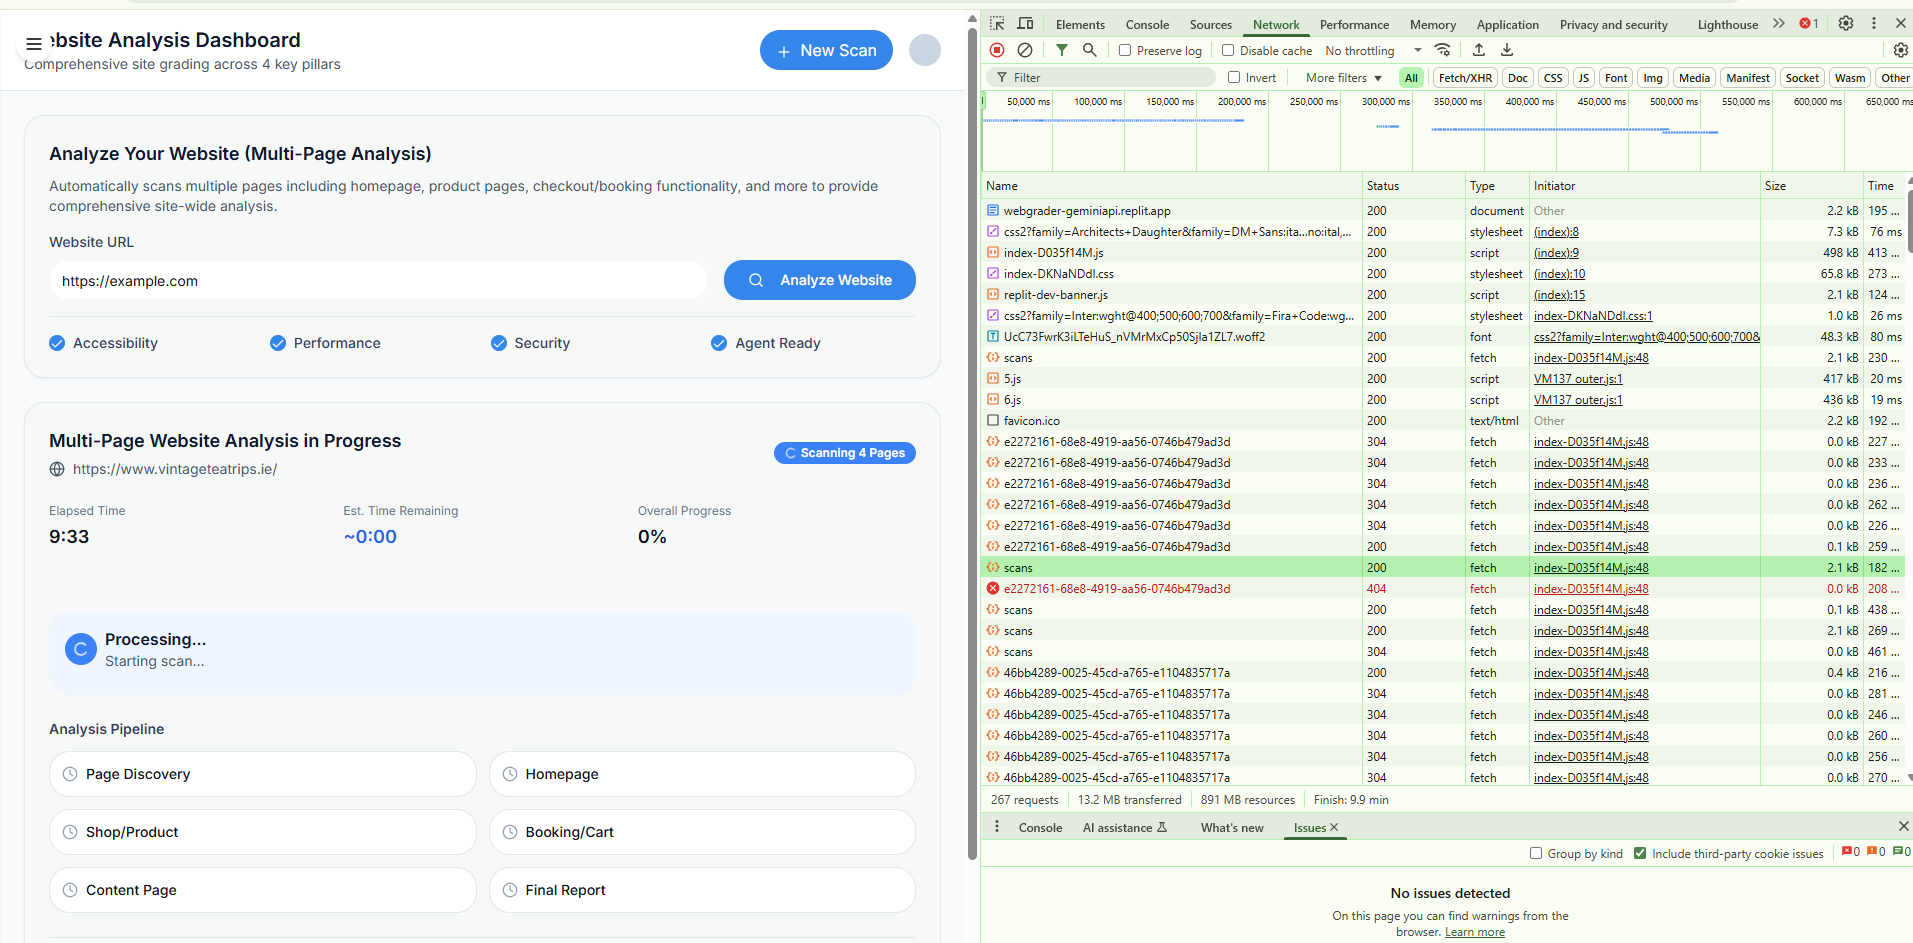 ebsite Analysis Dashboard
Comprehensive site grading across 4 key pillars
+ New Scan
Analyze Your Website (Multi-Page Analysis)
Automatically scans multiple pages including homepage, product pages, checkout/booking functionality, and more to provide
comprehensive site-wide analysis.
Website URL
https://example.com
Analyze Website
Accessibility
Performance
Security
Agent Ready
Multi-Page Website Analysis in Progress
https://www.vintageteatrips.ie/
Scanning 4 Pages
Elapsed Time
Est. Time Remaining
Overall Progress
9:33
~0:00
0%
Processing...
Starting scan...
Analysis Pipeline
Page Discovery
Homepage
Shop/Product
Booking/Cart
Content Page
Final Report
Elements Console Sources Network Performance Memory Application Privacy and security Lighthouse 1
Preserve log Disable cache No throttling
Filter Invert More filters All Fetch/XHR Doc CSS JS Font Img Media Manifest Socket Wasm Other
50,000 ms 100,000 ms 150,000 ms 200,000 ms 250,000 ms 300,000 ms 350,000 ms 400,000 ms 450,000 ms 500,000 ms 550,000 ms 600,000 ms 650,000 ms
Name Status Type Initiator Size Time
webgrader-geminiapi.replit.app 200 document Other 2.2 kB 195 ...
css2?family=Architects+Daughter&family=DM+Sans:ita...no:ital,... 200 stylesheet (index):8 7.3 kB 76 ms
index-D035f14M.js 200 script (index):9 498 kB 413 ...
index-DKNaNDdI.css 200 stylesheet (index):10 65.8 kB 273 ...
replit-dev-banner.js 200 script (index):15 2.1 kB 124 ...
css2?family=Inter:wght@400;500;600;700&family=Fira+Code:wg... 200 stylesheet index-DKNaNDdI.css:1 1.0 kB 26 ms
UcC73FwrK3iLTeHuS_nVMrMxCp50SjIa1ZL7.woff2 200 font css2?family=Inter:wght@400;500;600;700& 48.3 kB 80 ms
scans 200 fetch index-D035f14M.js:48 2.1 kB 230 ...
5.js 200 script VM137 outer.js:1 417 kB 20 ms
6.js 200 script VM137 outer.js:1 436 kB 19 ms
favicon.ico 200 text/html Other 2.2 kB 192 ...
e2272161-68e8-4919-aa56-0746b479ad3d 304 fetch index-D035f14M.js:48 0.0 kB 227 ...
e2272161-68e8-4919-aa56-0746b479ad3d 304 fetch index-D035f14M.js:48 0.0 kB 233 ...
e2272161-68e8-4919-aa56-0746b479ad3d 304 fetch index-D035f14M.js:48 0.0 kB 236 ...
e2272161-68e8-4919-aa56-0746b479ad3d 304 fetch index-D035f14M.js:48 0.0 kB 262 ...
e2272161-68e8-4919-aa56-0746b479ad3d 304 fetch index-D035f14M.js:48 0.0 kB 226 ...
e2272161-68e8-4919-aa56-0746b479ad3d 200 fetch index-D035f14M.js:48 0.1 kB 259 ...
scans 200 fetch index-D035f14M.js:48 2.1 kB 182 ...
e2272161-68e8-4919-aa56-0746b479ad3d 404 fetch index-D035f14M.js:48 0.0 kB 208 ...
scans 200 fetch index-D035f14M.js:48 0.1 kB 438 ...
scans 200 fetch index-D035f14M.js:48 2.1 kB 269 ...
scans 304 fetch index-D035f14M.js:48 0.0 kB 461 ...
46bb4289-0025-45cd-a765-e1104835717a 200 fetch index-D035f14M.js:48 0.4 kB 216 ...
46bb4289-0025-45cd-a765-e1104835717a 304 fetch index-D035f14M.js:48 0.0 kB 281 ...
46bb4289-0025-45cd-a765-e1104835717a 304 fetch index-D035f14M.js:48 0.0 kB 246 ...
46bb4289-0025-45cd-a765-e1104835717a 304 fetch index-D035f14M.js:48 0.0 kB 260 ...
46bb4289-0025-45cd-a765-e1104835717a 304 fetch index-D035f14M.js:48 0.0 kB 256 ...
46bb4289-0025-45cd-a765-e1104835717a 304 fetch index-D035f14M.js:48 0.0 kB 270 ...
267 requests 13.2 MB transferred 891 MB resources Finish: 9.9 min
Console AI assistance What's new Issues
Group by kind Include third-party cookie issues 0 0 0
No issues detected
On this page you can find warnings from the
browser. Learn more